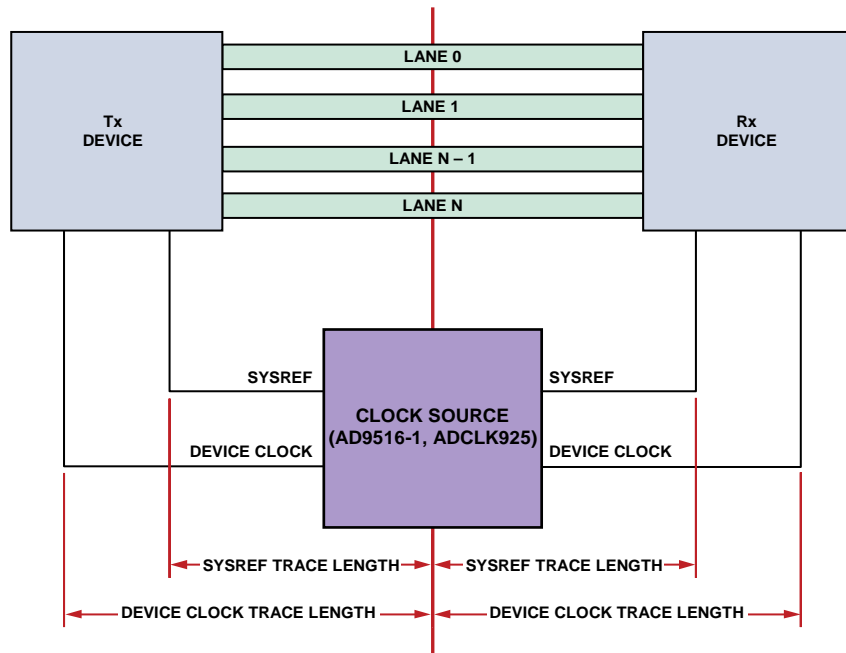 LANE 0
LANE 1
Tx
DEVICE
Rx
DEVICE
LANE N – 1
LANE N
SYSREF
SYSREF
CLOCK SOURCE
(AD9516-1, ADCLK925)
DEVICE CLOCK
DEVICE CLOCK
SYSREF TRACE LENGTH
SYSREF TRACE LENGTH
DEVICE CLOCK TRACE LENGTH
DEVICE CLOCK TRACE LENGTH